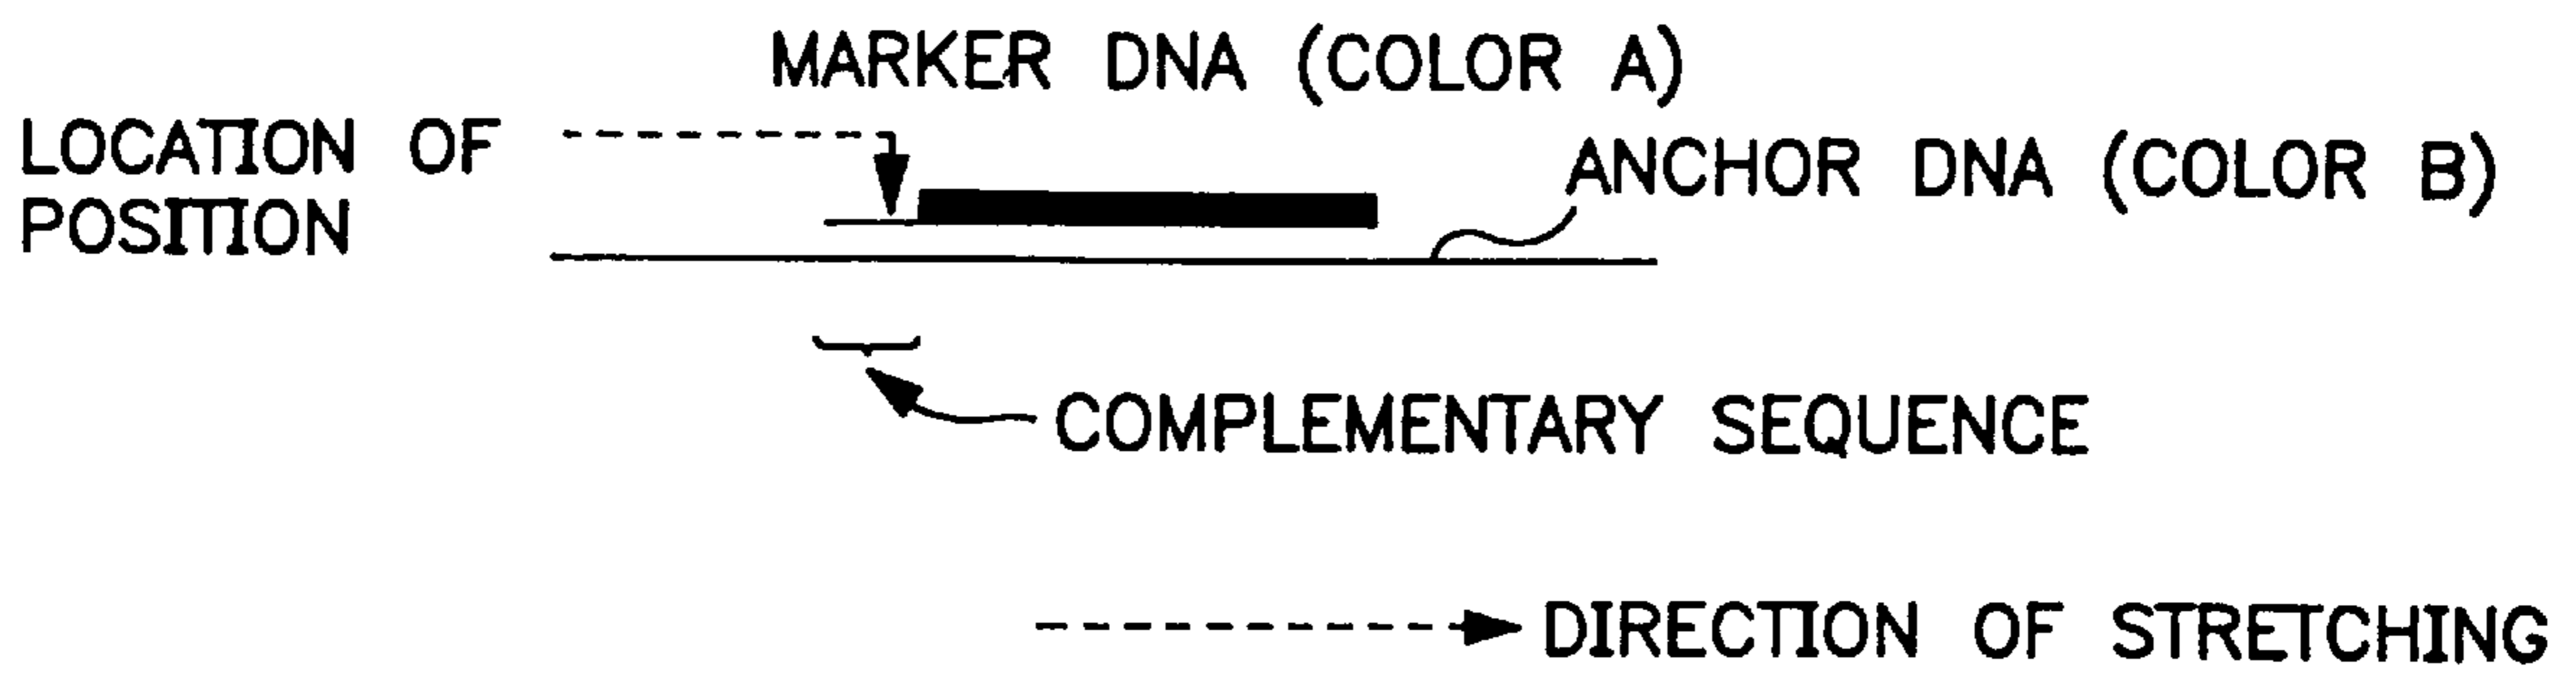 MARKER DNA (COLOR A)
LOCATION OF
POSITION
ANCHOR DNA (COLOR B)
COMPLEMENTARY SEQUENCE
DIRECTION OF STRETCHING